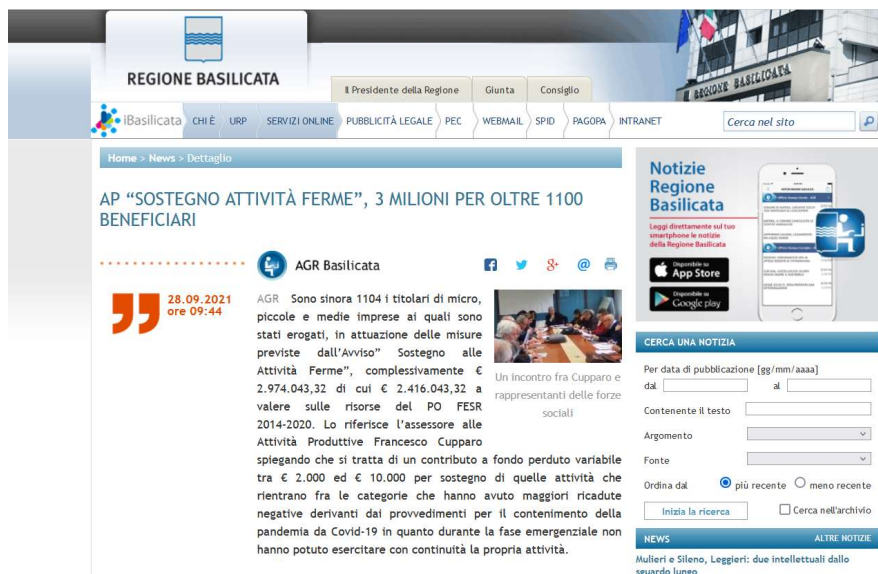 REGIONE BASILICATA
Il Presidente della Regione
Giunta
Consiglio
REGIONE BASILICATA
iBasilicata
CHI È
URP
SERVIZI ONLINE
PUBBLICITÀ LEGALE
PEC
WEBMAIL
SPID
PAGOPA
INTRANET
Cerca nel sito
Home > News > Dettaglio
AP “SOSTEGNO ATTIVITÀ FERME”, 3 MILIONI PER OLTRE 1100
BENEFICIARI
AGR Basilicata
28.09.2021
ore 09:44
AGR Sono sinora 1104 i titolari di micro,
piccole e medie imprese ai quali sono
stati erogati, in attuazione delle misure
previste dall’Avviso” Sostegno alle
Attività Ferme”, complessivamente €
2.974.043,32 di cui € 2.416.043,32 a
valere sulle risorse del PO FESR
2014-2020. Lo riferisce l’assessore alle
Attività Produttive Francesco Cupparo
spiegando che si tratta di un contributo a fondo perduto variabile
tra € 2.000 ed € 10.000 per sostegno di quelle attività che
rientrano fra le categorie che hanno avuto maggiori ricadute
negative derivanti dai provvedimenti per il contenimento della
pandemia da Covid-19 in quanto durante la fase emergenziale non
hanno potuto esercitare con continuità la propria attività.
Un incontro fra Cupparo e
rappresentanti delle forze
sociali
Notizie
Regione
Basilicata
Leggi direttamente sul tuo
smartphone le notizie
della Regione Basilicata
Disponibile su
App Store
Disponibile su
Google play
CERCA UNA NOTIZIA
Per data di pubblicazione [gg/mm/aaaa]
dal
al
Contenente il testo
Argomento
Fonte
Ordina dal
più recente
meno recente
Inizia la ricerca
Cerca nell'archivio
NEWS
ALTRE NOTIZIE
Mulieri e Sileno, Leggieri: due intellettuali dallo
sguardo lungo